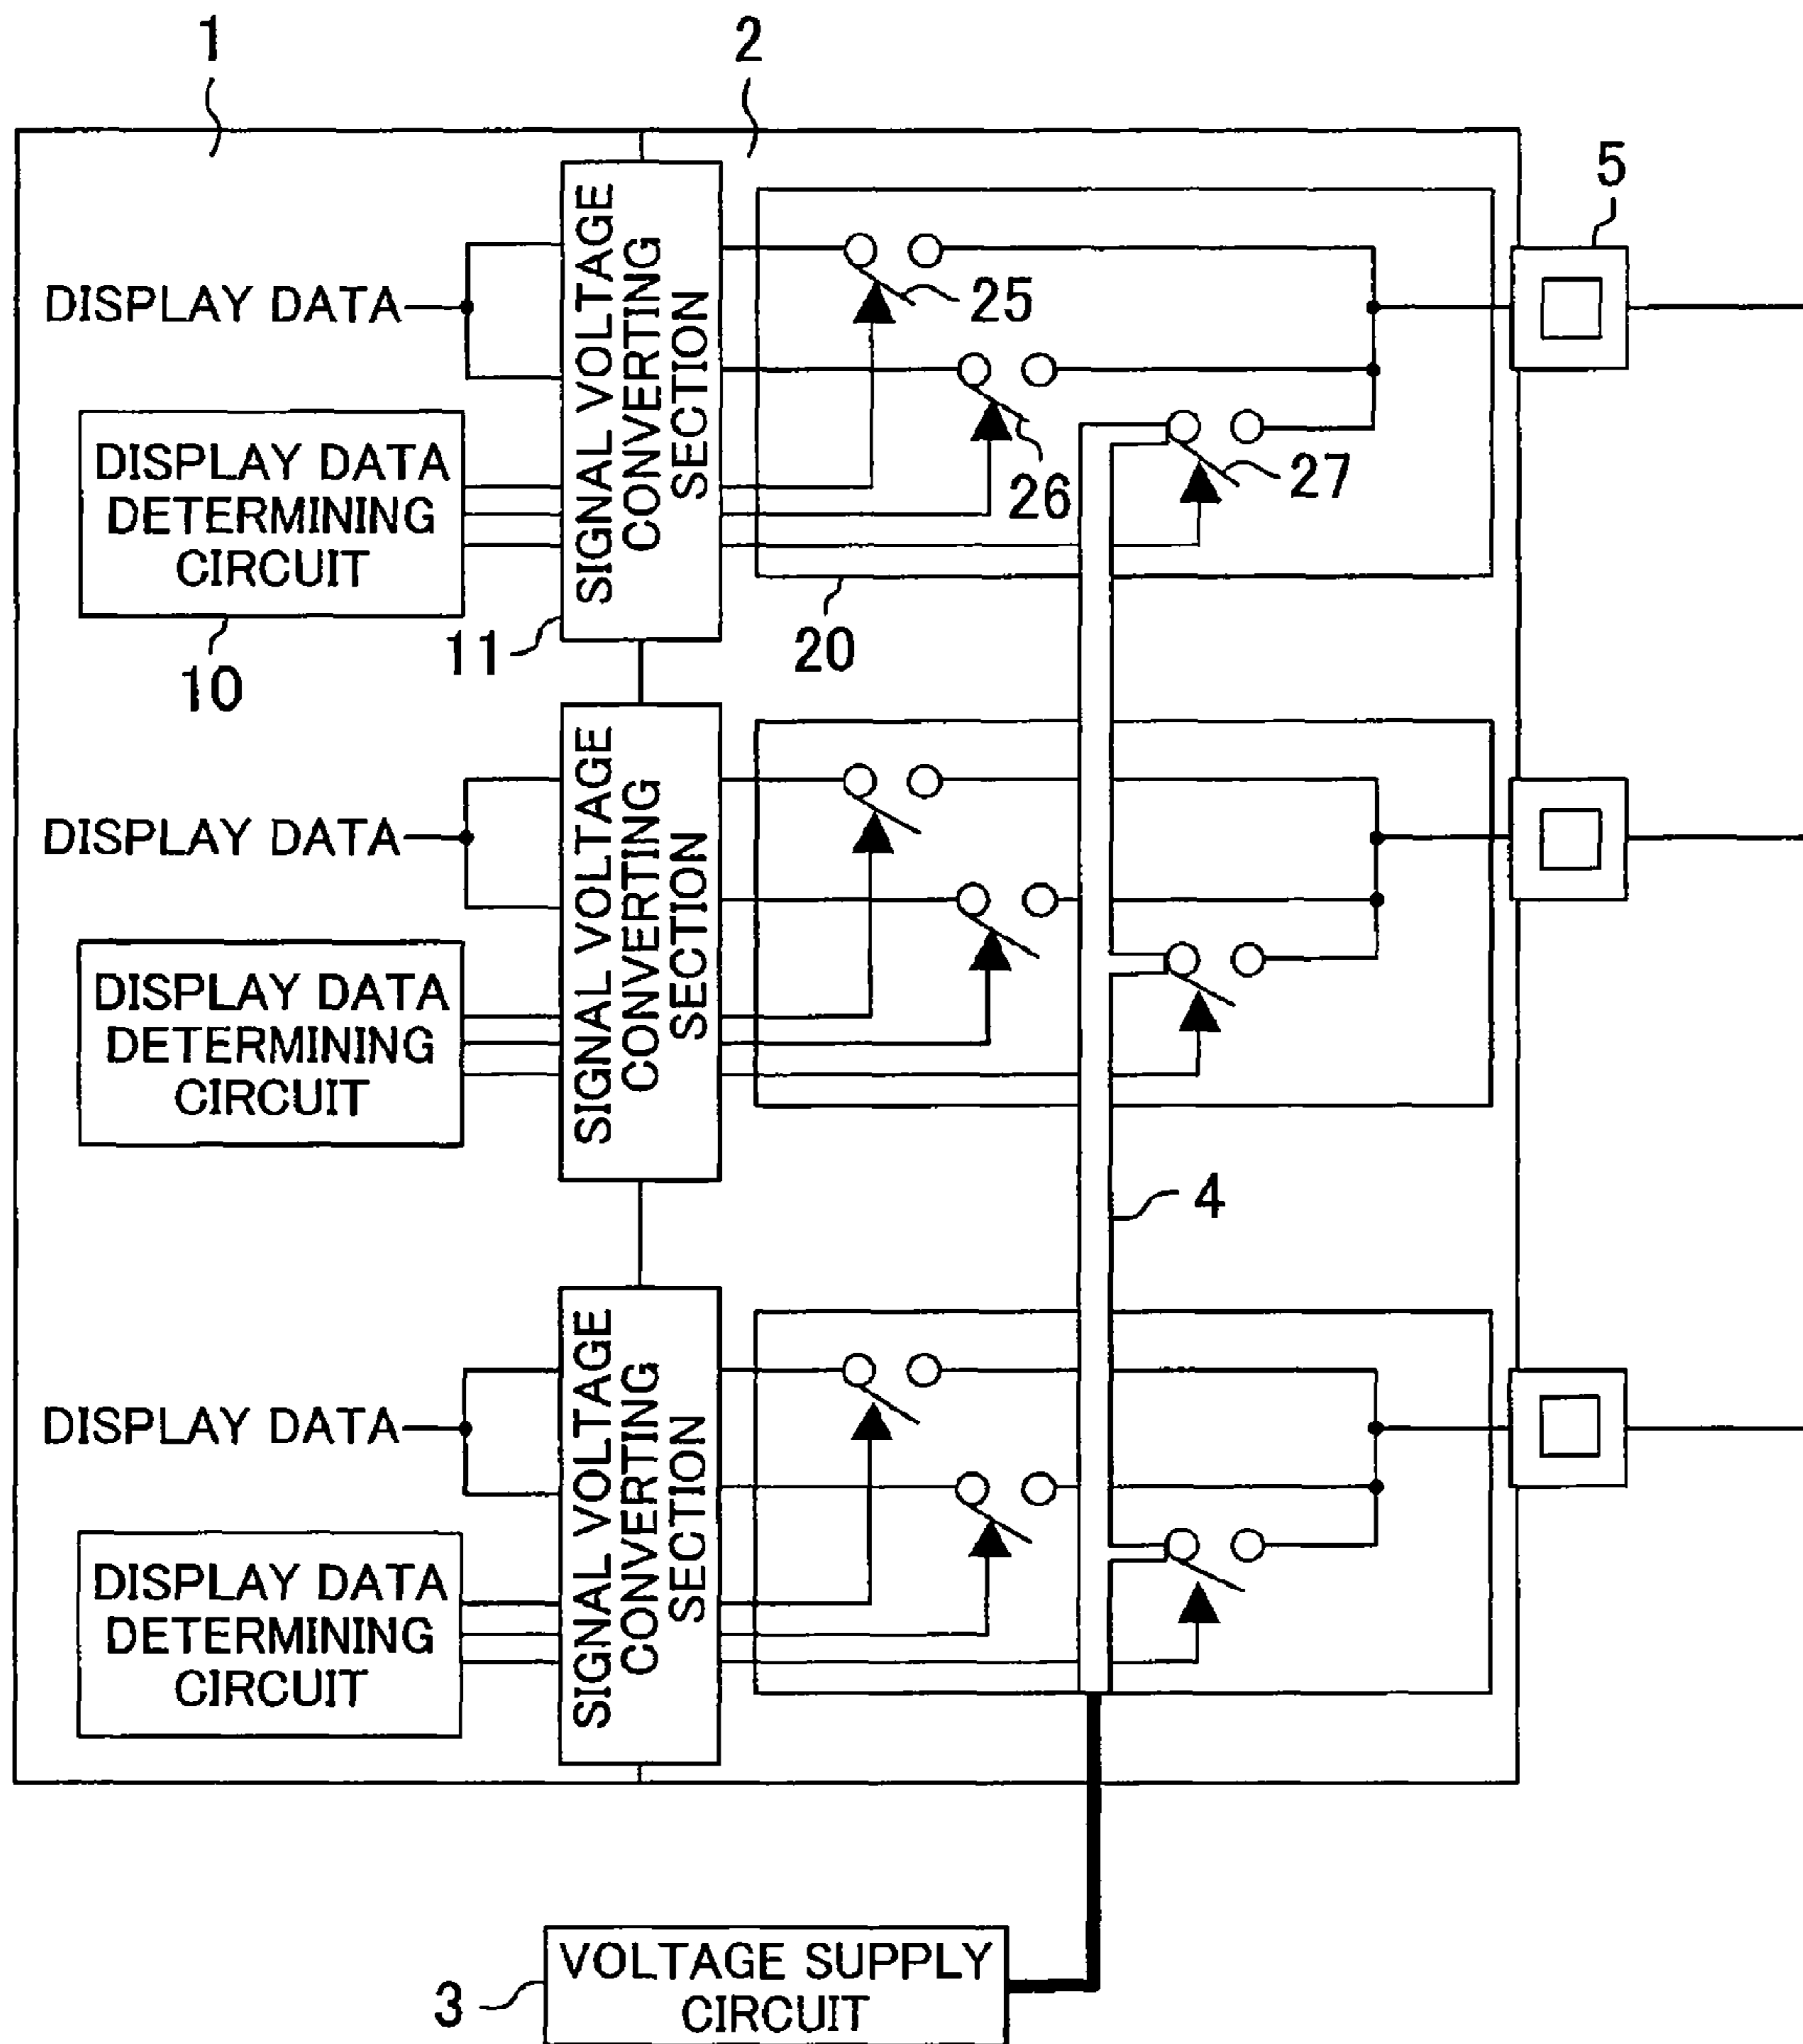 1
2
5
DISPLAY DATA
SIGNAL VOLTAGE
CONVERTING
SECTION
25
26
27
DISPLAY DATA
DETERMINING
CIRCUIT
10
11
20
DISPLAY DATA
SIGNAL VOLTAGE
CONVERTING
SECTION
DISPLAY DATA
DETERMINING
CIRCUIT
4
DISPLAY DATA
SIGNAL VOLTAGE
CONVERTING
SECTION
DISPLAY DATA
DETERMINING
CIRCUIT
3
VOLTAGE SUPPLY
CIRCUIT